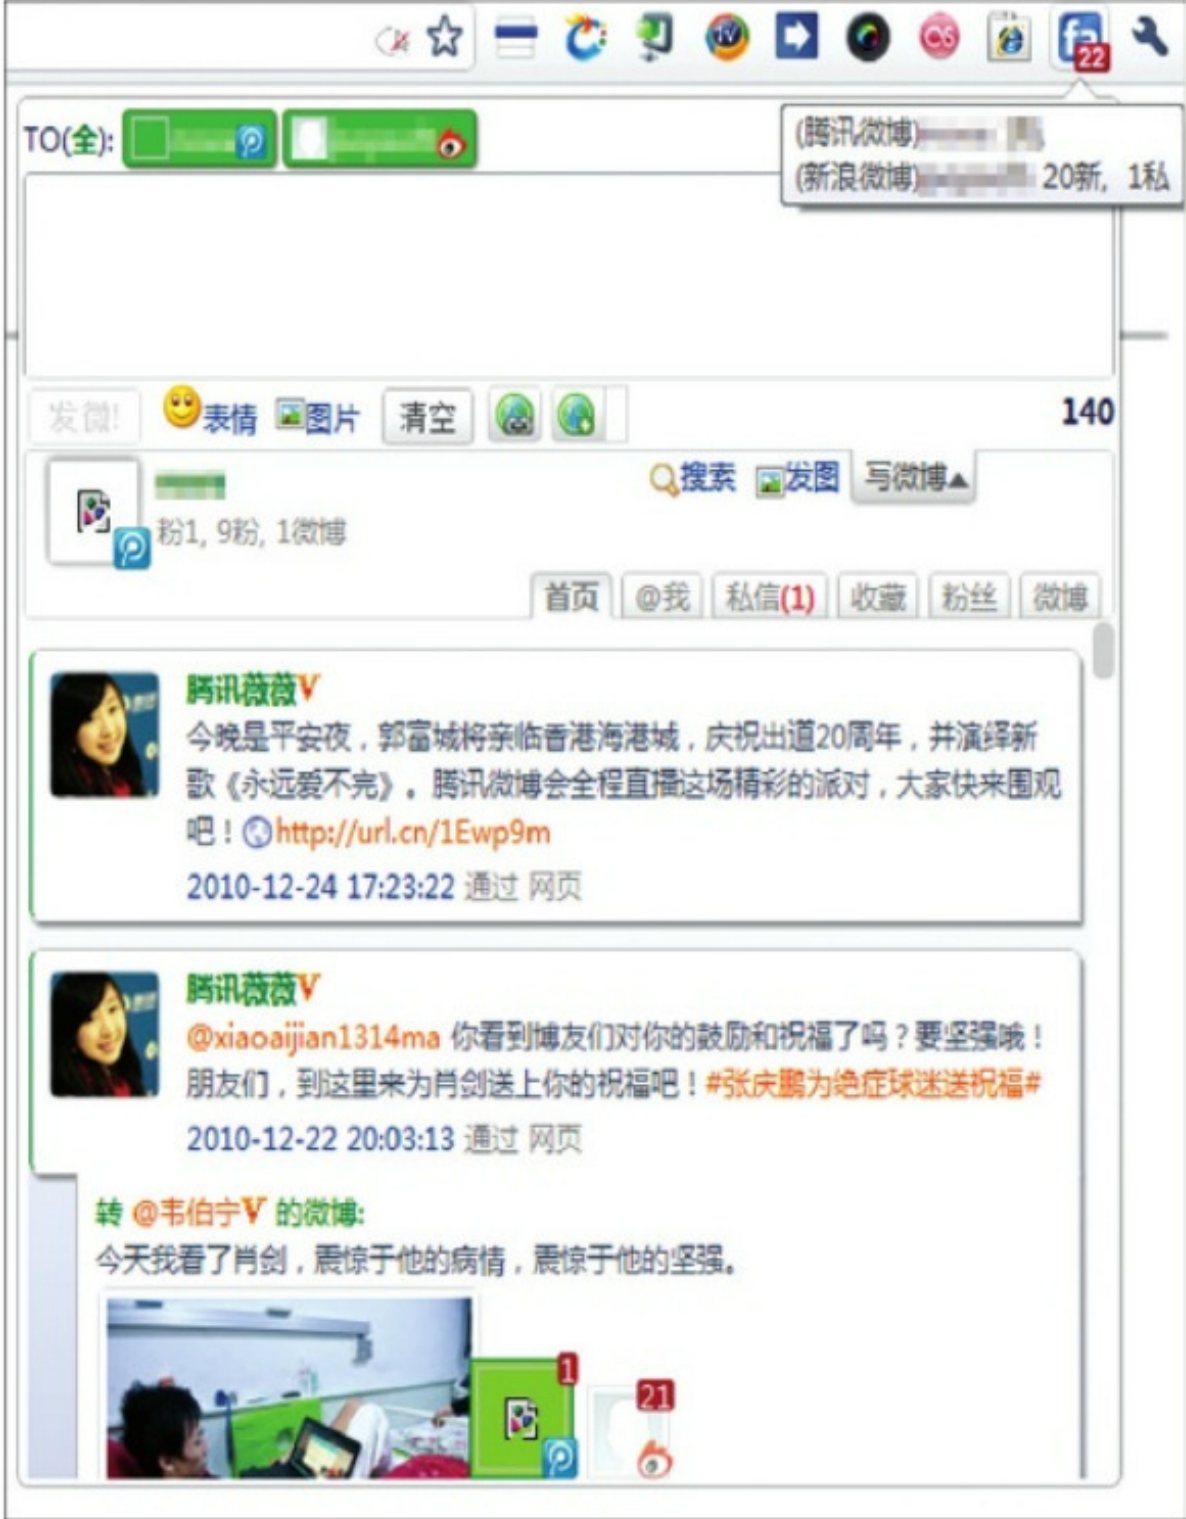 22
(腾讯微博)
(新浪微博) 20新, 1私
TO(全):
发微!
表情
图片
清空
140
搜索
发图
写微博▲
粉1, 9粉, 1微博
首页
@我
私信(1)
收藏
粉丝
微博
腾讯薇薇V
今晚是平安夜，郭富城将亲临香港海港城，庆祝出道20周年，并演绎新
歌《永远爱不完》。腾讯微博会全程直播这场精彩的派对，大家快来围观
吧！http://url.cn/1Ewp9m
2010-12-24 17:23:22 通过 网页
腾讯薇薇V
@xiaoaijian1314ma 你看到博友们对你的鼓励和祝福了吗？要坚强哦！
朋友们，到这里来为肖剑送上你的祝福吧！#张庆鹏为绝症球迷送祝福#
2010-12-22 20:03:13 通过 网页
转 @韦伯宁V 的微博:
今天我看了肖剑，震惊于他的病情，震惊于他的坚强。
1
21